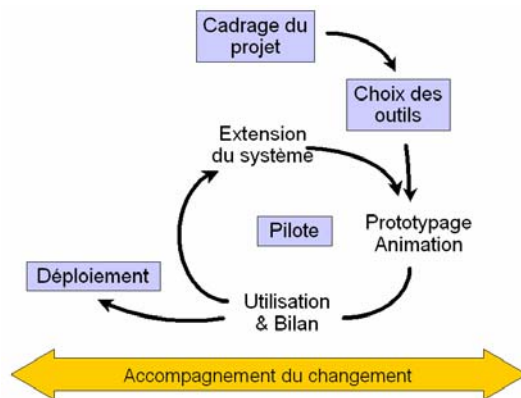 Cadrage du
projet
Choix des
outils
Extension
du système
Pilote
Prototypage
Animation
Déploiement
Utilisation
& Bilan
Accompagnement du changement